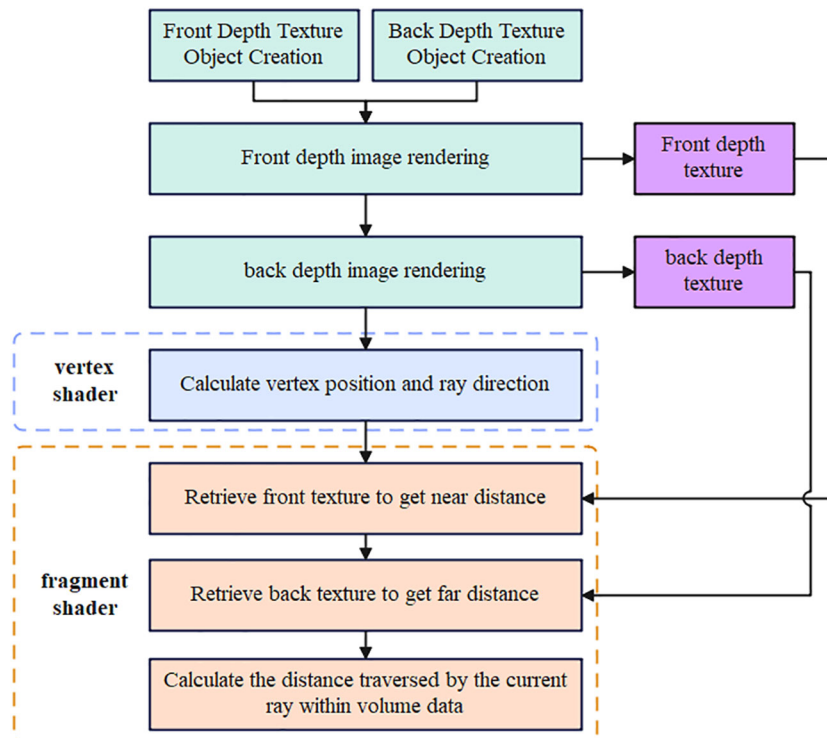 Front Depth Texture
Object Creation
Back Depth Texture
Object Creation
Front depth image rendering
Front depth
texture
back depth image rendering
back depth
texture
vertex
shader
Calculate vertex position and ray direction
Retrieve front texture to get near distance
fragment
shader
Retrieve back texture to get far distance
Calculate the distance traversed by the current
ray within volume data